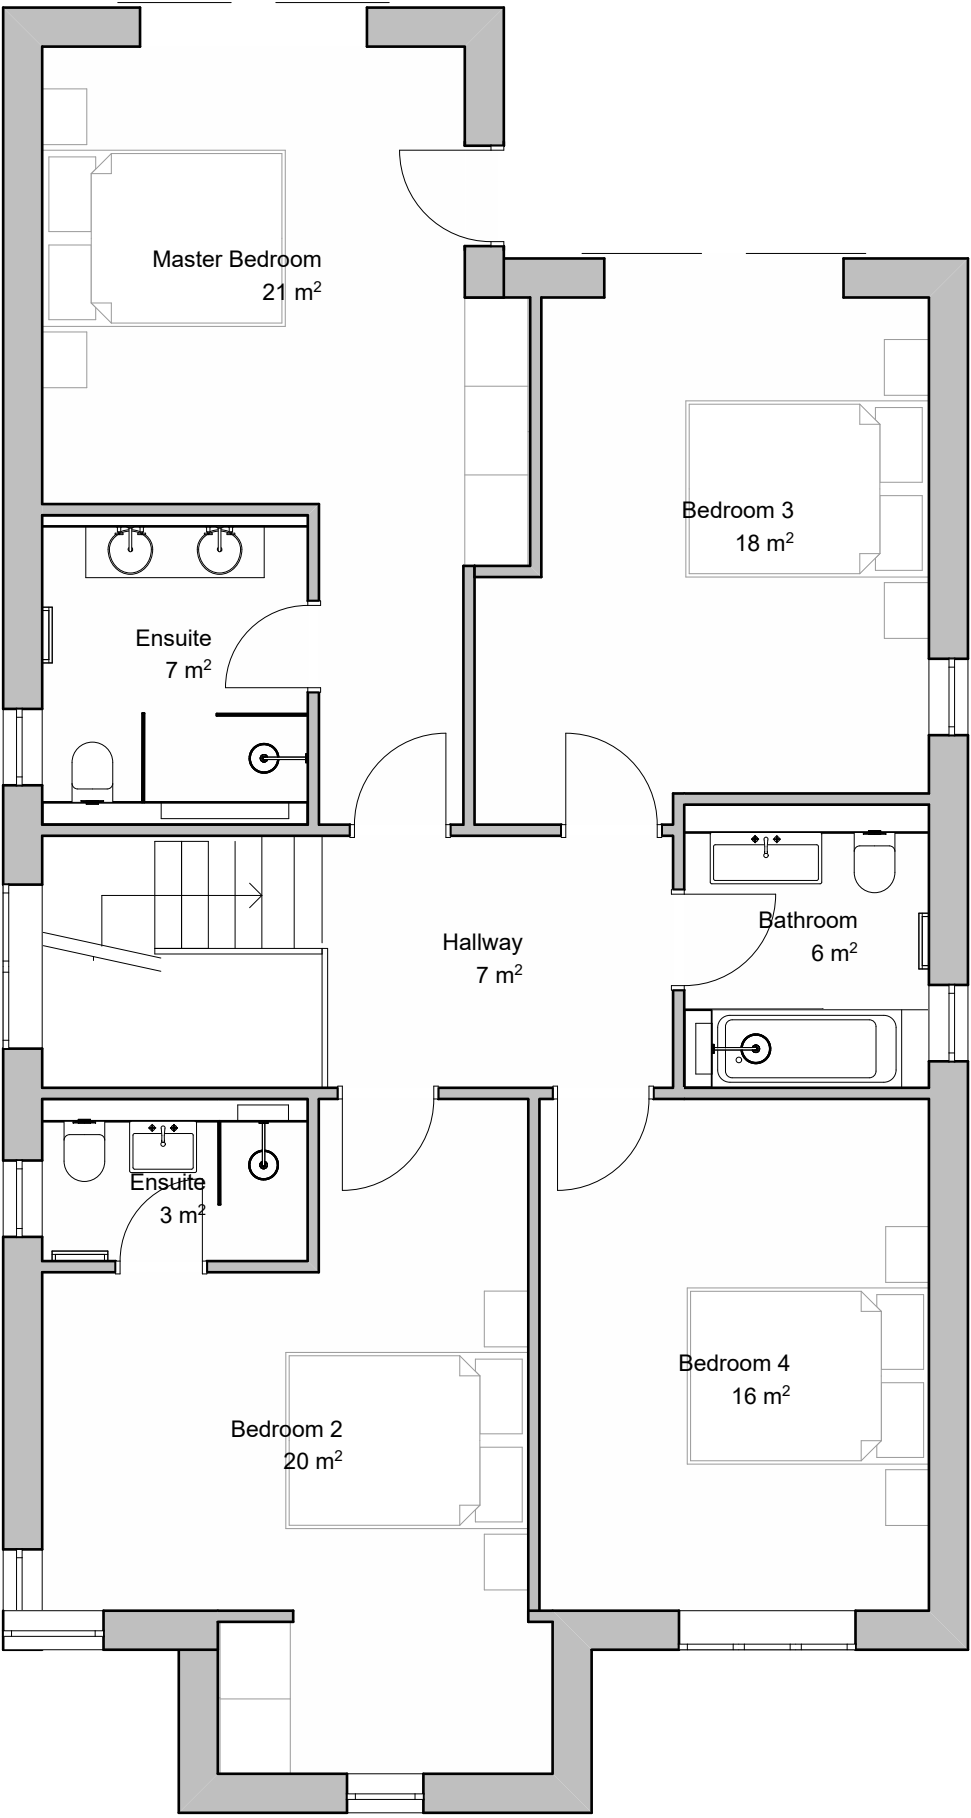 Master Bedroom
21 m²
Bedroom 3
18 m²
Ensuite
7 m²
Bathroom
6 m²
Hallway
7 m²
Ensuite
3 m²
Bedroom 4
16 m²
Bedroom 2
20 m²